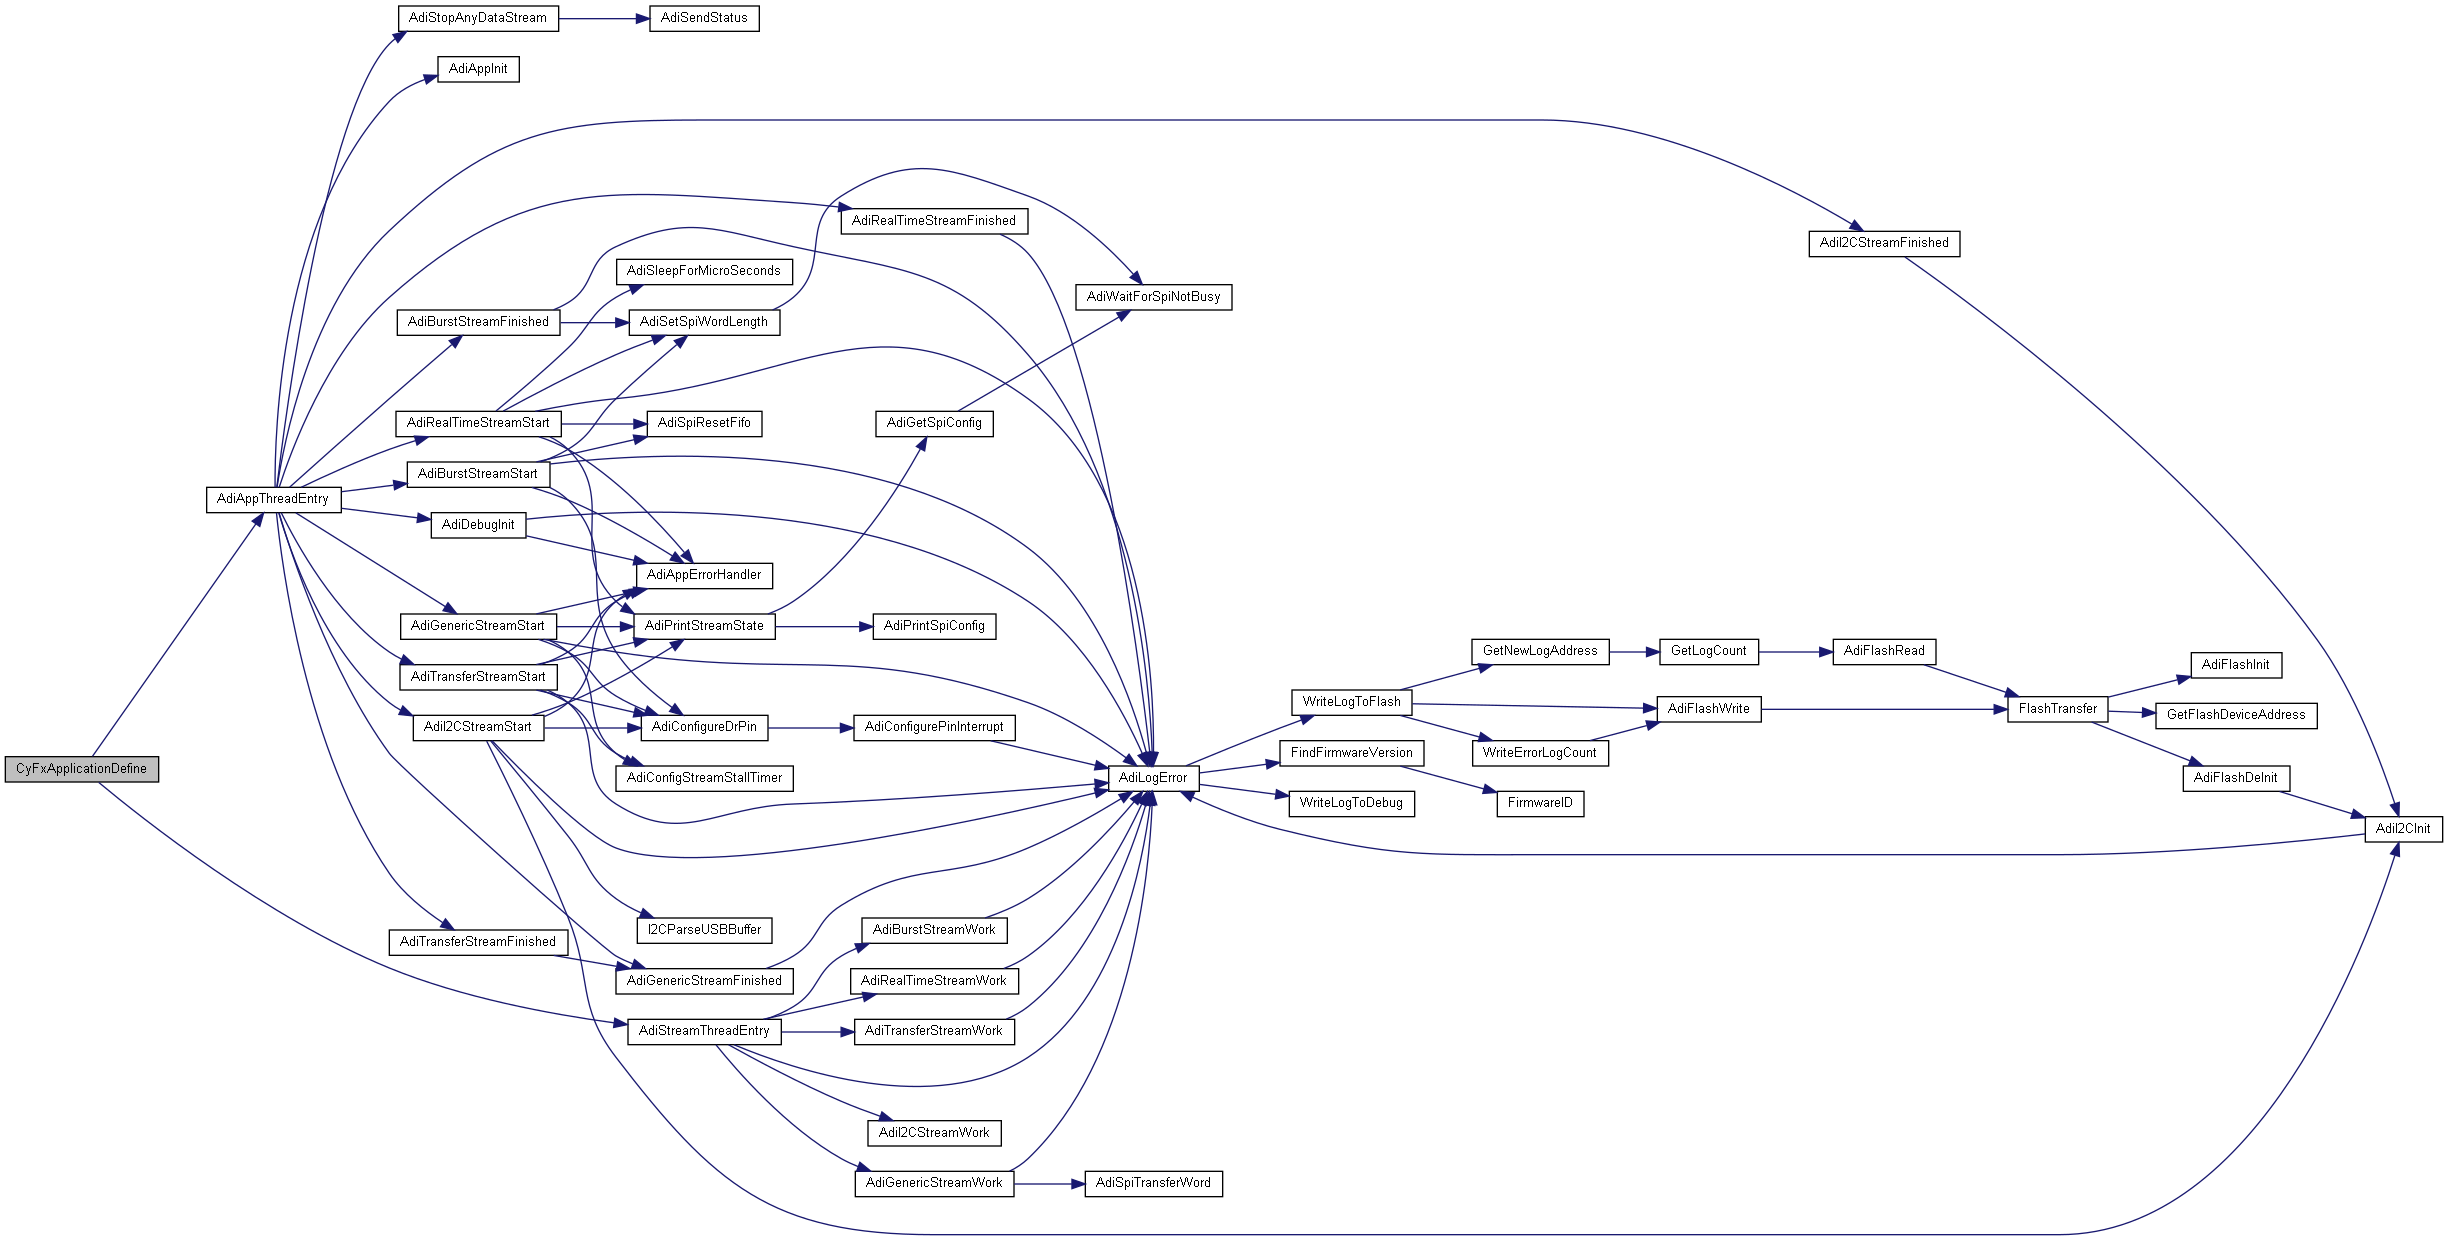 AdiStopAnyDataStream
AdiSendStatus
AdiAppInit
AdiRealTimeStreamFinished
AdiI2CStreamFinished
AdiSleepForMicroSeconds
AdiWaitForSpiNotBusy
AdiBurstStreamFinished
AdiSetSpiWordLength
AdiRealTimeStreamStart
AdiSpiResetFifo
AdiGetSpiConfig
AdiBurstStreamStart
AdiAppThreadEntry
AdiDebugInit
AdiAppErrorHandler
AdiGenericStreamStart
AdiPrintStreamState
AdiPrintSpiConfig
GetNewLogAddress
GetLogCount
AdiFlashRead
AdiFlashInit
AdiTransferStreamStart
WriteLogToFlash
AdiFlashWrite
FlashTransfer
GetFlashDeviceAddress
AdiI2CStreamStart
AdiConfigureDrPin
AdiConfigurePinInterrupt
FindFirmwareVersion
WriteErrorLogCount
CyFxApplicationDefine
AdiConfigStreamStallTimer
AdiLogError
AdiFlashDeInit
WriteLogToDebug
FirmwareID
AdiI2CInit
I2CParseUSBBuffer
AdiBurstStreamWork
AdiTransferStreamFinished
AdiGenericStreamFinished
AdiRealTimeStreamWork
AdiStreamThreadEntry
AdiTransferStreamWork
AdiI2CStreamWork
AdiGenericStreamWork
AdiSpiTransferWord